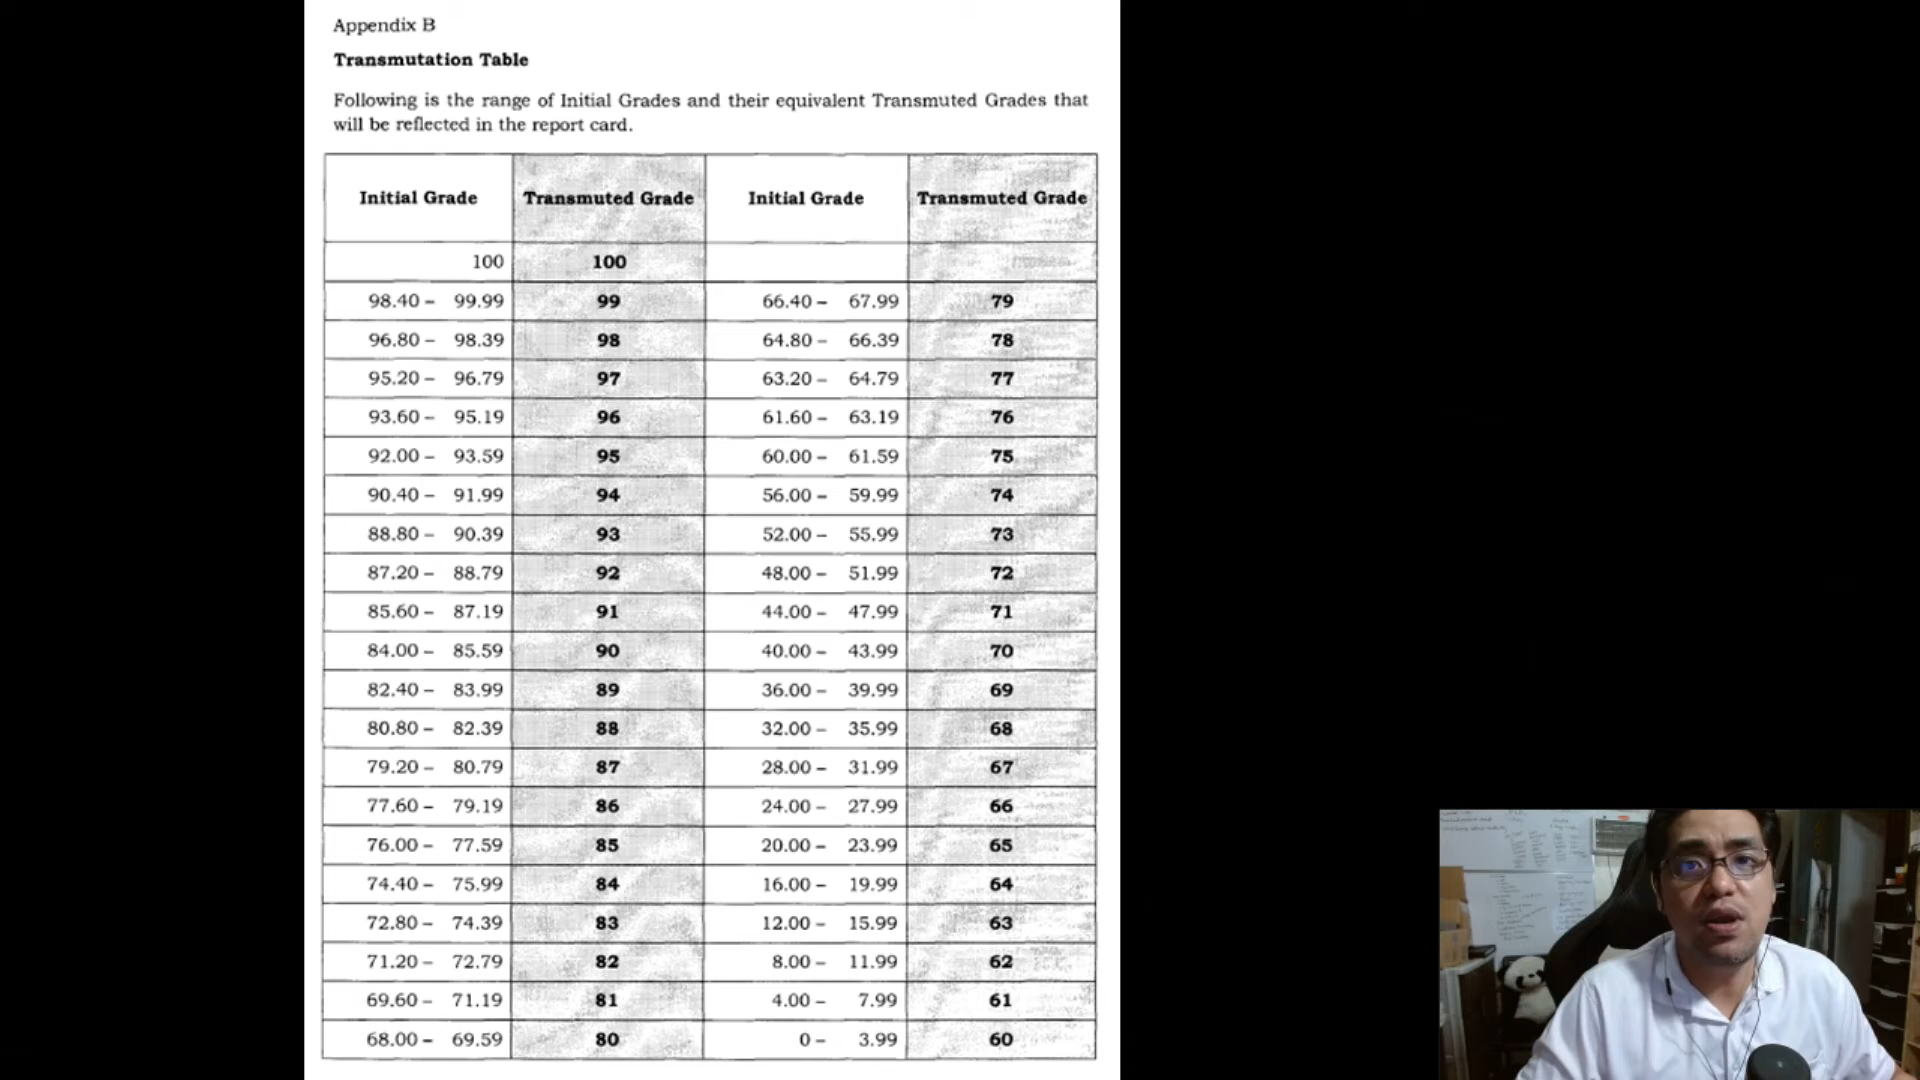 Appendix B
Transmutation Table
Following is the range of Initial Grades and their equivalent Transmuted Grades that
will be reflected in the report card.
Initial Grade Transmuted Grade Initial Grade Transmuted Grade
100 100
98.40 – 99.99 99 66.40 – 67.99 79
96.80 – 98.39 98 64.80 – 66.39 78
95.20 – 96.79 97 63.20 – 64.79 77
93.60 – 95.19 96 61.60 – 63.19 76
92.00 – 93.59 95 60.00 – 61.59 75
90.40 – 91.99 94 56.00 – 59.99 74
88.80 – 90.39 93 52.00 – 55.99 73
87.20 – 88.79 92 48.00 – 51.99 72
85.60 – 87.19 91 44.00 – 47.99 71
84.00 – 85.59 90 40.00 – 43.99 70
82.40 – 83.99 89 36.00 – 39.99 69
80.80 – 82.39 88 32.00 – 35.99 68
79.20 – 80.79 87 28.00 – 31.99 67
77.60 – 79.19 86 24.00 – 27.99 66
76.00 – 77.59 85 20.00 – 23.99 65
74.40 – 75.99 84 16.00 – 19.99 64
72.80 – 74.39 83 12.00 – 15.99 63
71.20 – 72.79 82 8.00 – 11.99 62
69.60 – 71.19 81 4.00 – 7.99 61
68.00 – 69.59 80 0 – 3.99 60